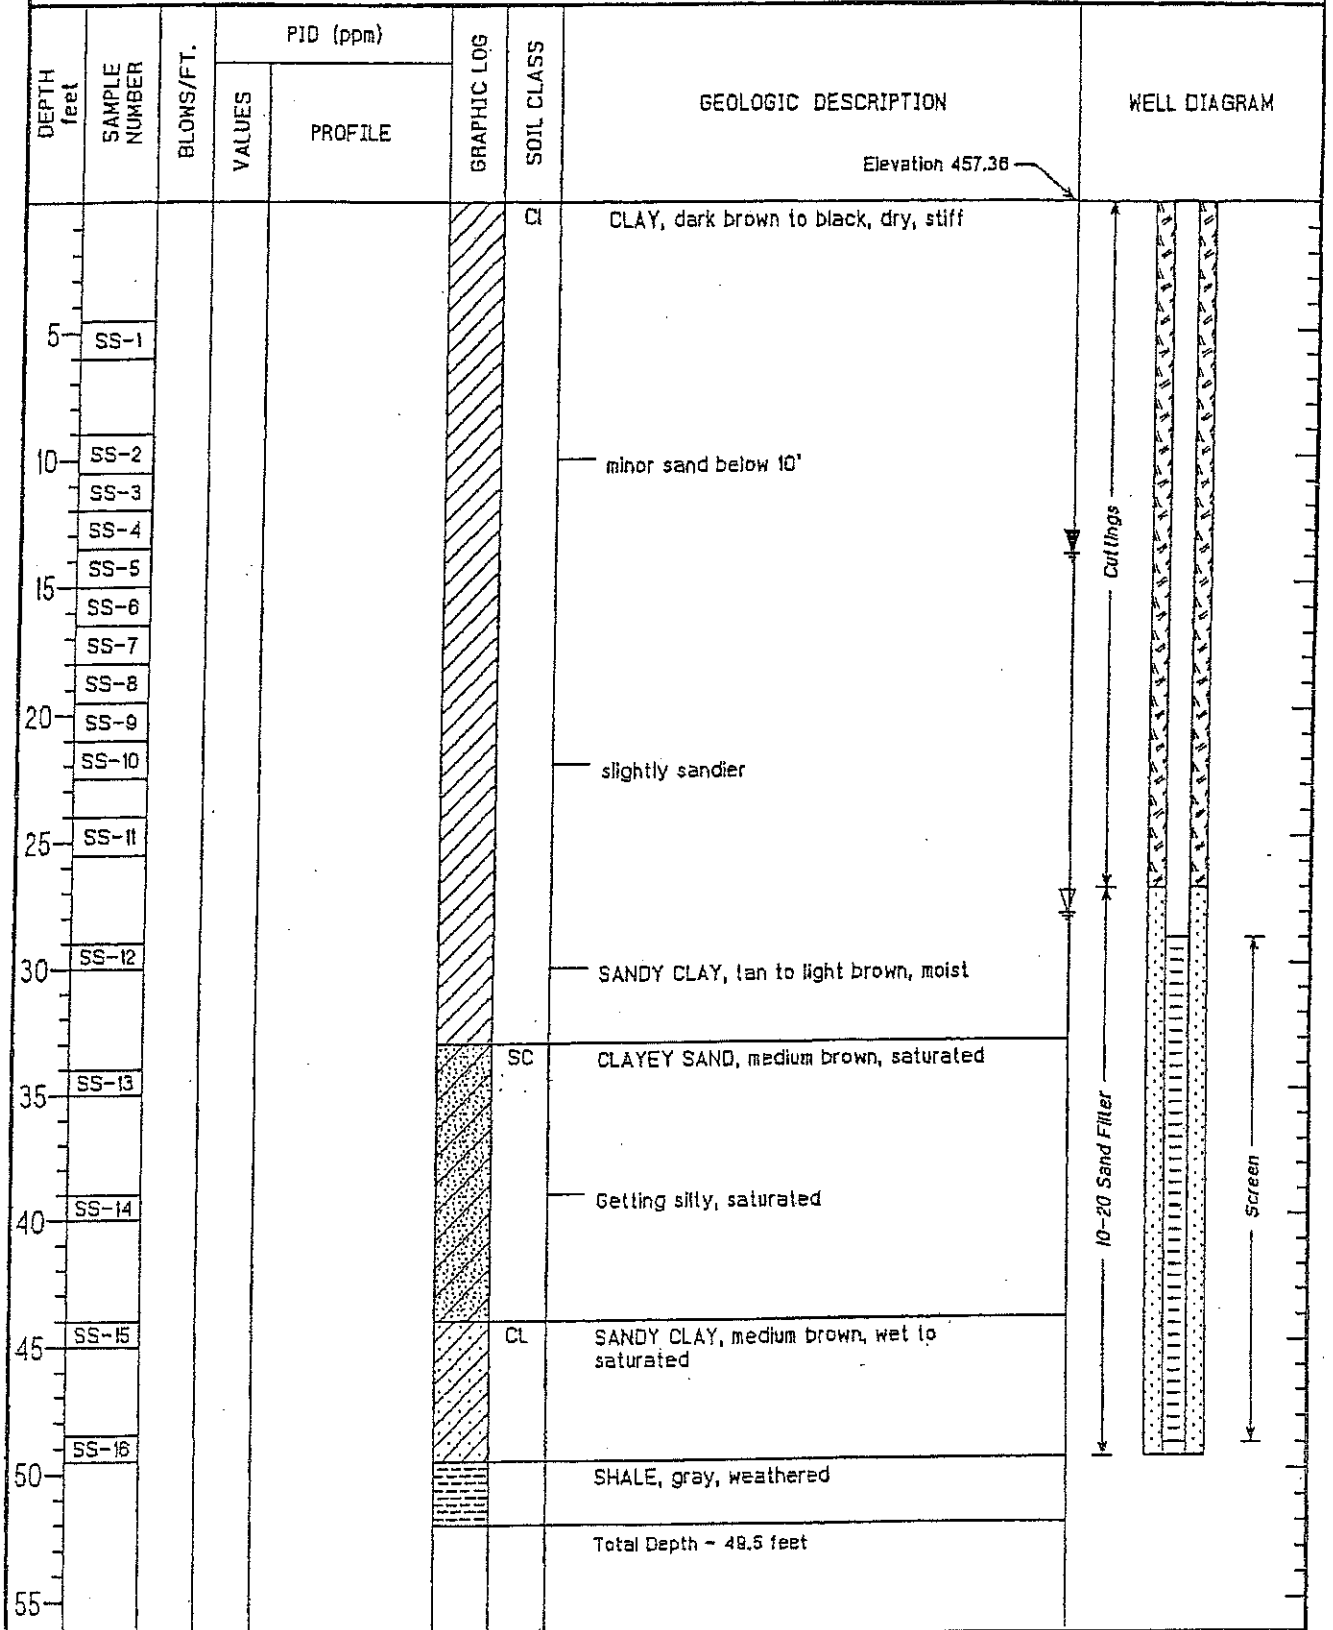 DEPTH feet
SAMPLE NUMBER
BLOWS/FT.
PID (ppm)
VALUES
PROFILE
GRAPHIC LOG
SOIL CLASS
GEOLOGIC DESCRIPTION
WELL DIAGRAM
Elevation 457.36
Cl
CLAY, dark brown to black, dry, stiff
5
SS-1
10
SS-2
minor sand below 10'
SS-3
SS-4
SS-5
15
SS-6
SS-7
SS-8
20
SS-9
SS-10
slightly sandier
25
SS-11
Cuttings
SS-12
30
SANDY CLAY, tan to light brown, moist
SC
CLAYEY SAND, medium brown, saturated
SS-13
35
SS-14
Getting silty, saturated
40
10-20 Sand Filter
Screen
SS-15
CL
SANDY CLAY, medium brown, wet to
saturated
45
SS-16
50
SHALE, gray, weathered
Total Depth - 49.5 feet
55